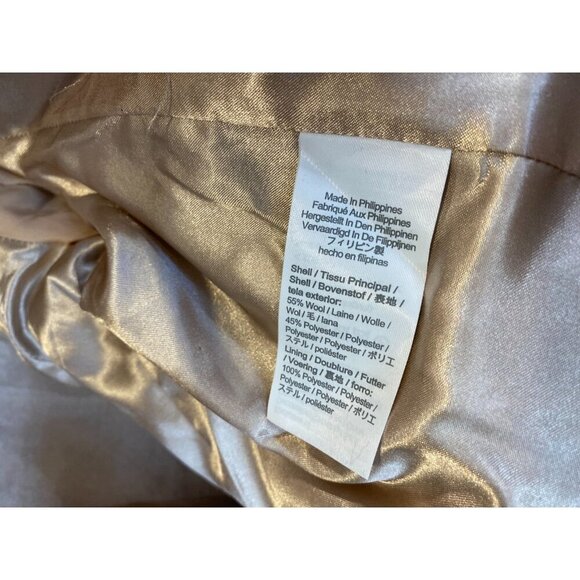 Made In Philippines
Fabriqué Aux Philippines
Hergestellt In Den Philippinen
Vervaardigd In De Filippijnen
フィリピン製
hecho en filipinas
Shell / Tissu Principal /
Shell / Bovenstof / 表地 /
tela exterior:
55% Wool / Laine / Wolle /
Wol / 毛 / lana
45% Polyester / Polyester /
Polyester / Polyester / ポリエ
ステル / poliéster
Lining / Doublure / Futter
/ Voering / 裏地 / forro:
100% Polyester / Polyester /
Polyester / Polyester / ポリエ
ステル / poliéster